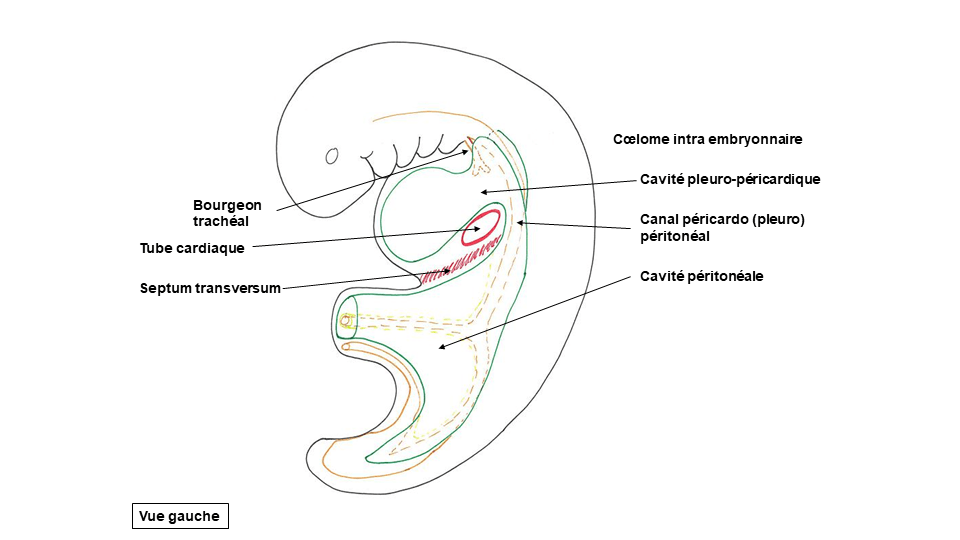 Cœlome intra embryonnaire
Cavité pleuro-péricardique
Bourgeon
trachéal
Canal péricardo (pleuro)
péritonéal
Tube cardiaque
Cavité péritonéale
Septum transversum
Vue gauche